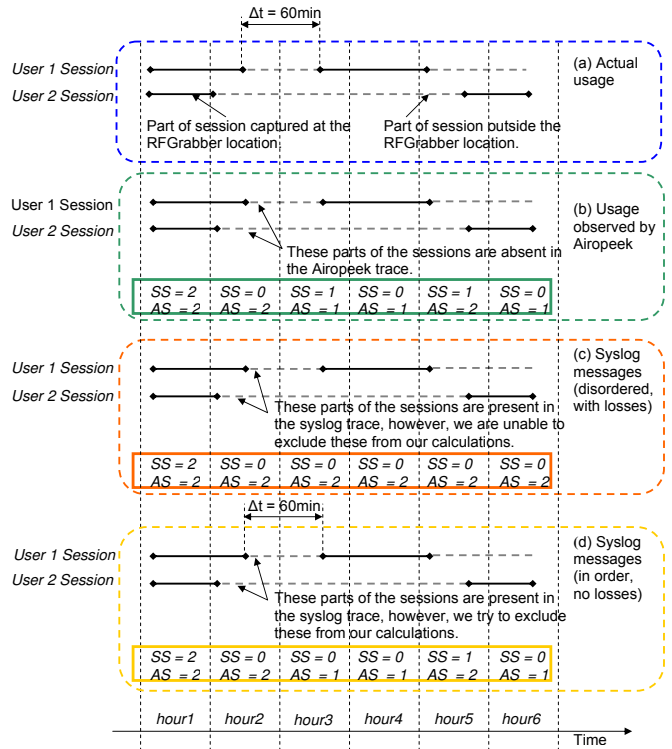 Δt = 60min
User 1 Session
(a) Actual
usage
User 2 Session
Part of session captured at the
RFGrabber location.
Part of session outside the
RFGrabber location.
User 1 Session
(b) Usage
observed by
Airopeek
User 2 Session
These parts of the sessions are absent in
the Airopeek trace.
SS = 2 SS = 0 SS = 1 SS = 0 SS = 1 SS = 0
AS = 2 AS = 2 AS = 1 AS = 1 AS = 2 AS = 1
User 1 Session
(c) Syslog
messages
(disordered,
with losses)
User 2 Session
These parts of the sessions are present in
the syslog trace, however, we are unable to
exclude these from our calculations.
SS = 2 SS = 0 SS = 0 SS = 0 SS = 0 SS = 0
AS = 2 AS = 2 AS = 2 AS = 2 AS = 2 AS = 2
Δt = 60min
User 1 Session
(d) Syslog
messages
(in order,
no losses)
User 2 Session
These parts of the sessions are present in
the syslog trace, however, we try to exclude
these from our calculations.
SS = 2 SS = 0 SS = 0 SS = 0 SS = 1 SS = 0
AS = 2 AS = 2 AS = 1 AS = 1 AS = 2 AS = 1
hour1 hour2 hour3 hour4 hour5 hour6
Time